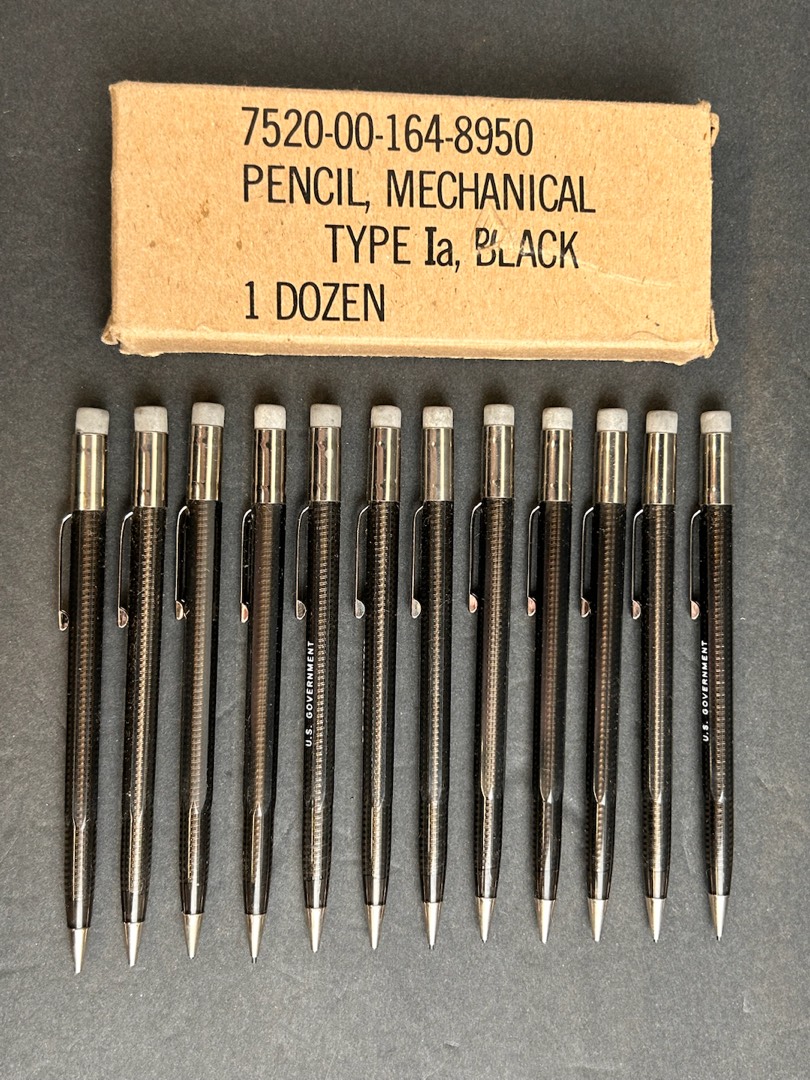 7520-00-164-8950
PENCIL, MECHANICAL
TYPE Ia, BLACK
1 DOZEN
U.S. GOVERNMENT
U.S. GOVERNMENT